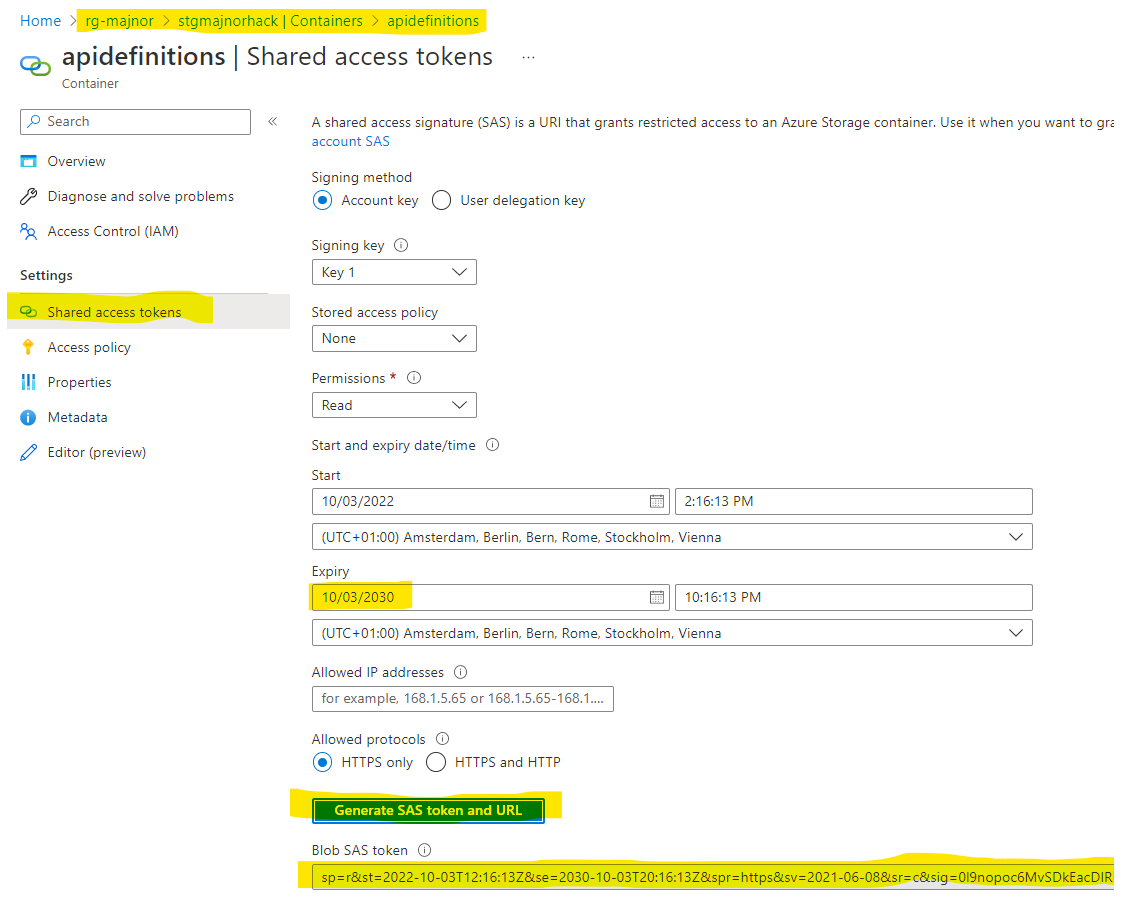 Home > rg-majnor > stgmajnorhack | Containers > apidefinitions
apidefinitions | Shared access tokens ...
Container
Search «
Overview
Diagnose and solve problems
Access Control (IAM)
Settings
Shared access tokens
Access policy
Properties
Metadata
Editor (preview)
A shared access signature (SAS) is a URI that grants restricted access to an Azure Storage container. Use it when you want to gra
account SAS
Signing method
Account key User delegation key
Signing key
Key 1
Stored access policy
None
Permissions *
Read
Start and expiry date/time
Start
10/03/2022 2:16:13 PM
(UTC+01:00) Amsterdam, Berlin, Bern, Rome, Stockholm, Vienna
Expiry
10/03/2030 10:16:13 PM
(UTC+01:00) Amsterdam, Berlin, Bern, Rome, Stockholm, Vienna
Allowed IP addresses
for example, 168.1.5.65 or 168.1.5.65-168.1....
Allowed protocols
HTTPS only HTTPS and HTTP
Generate SAS token and URL
Blob SAS token
sp=r&st=2022-10-03T12:16:13Z&se=2030-10-03T20:16:13Z&spr=https&sv=2021-06-08&sr=c&sig=0I9nopoc6MvSDkEacDIR